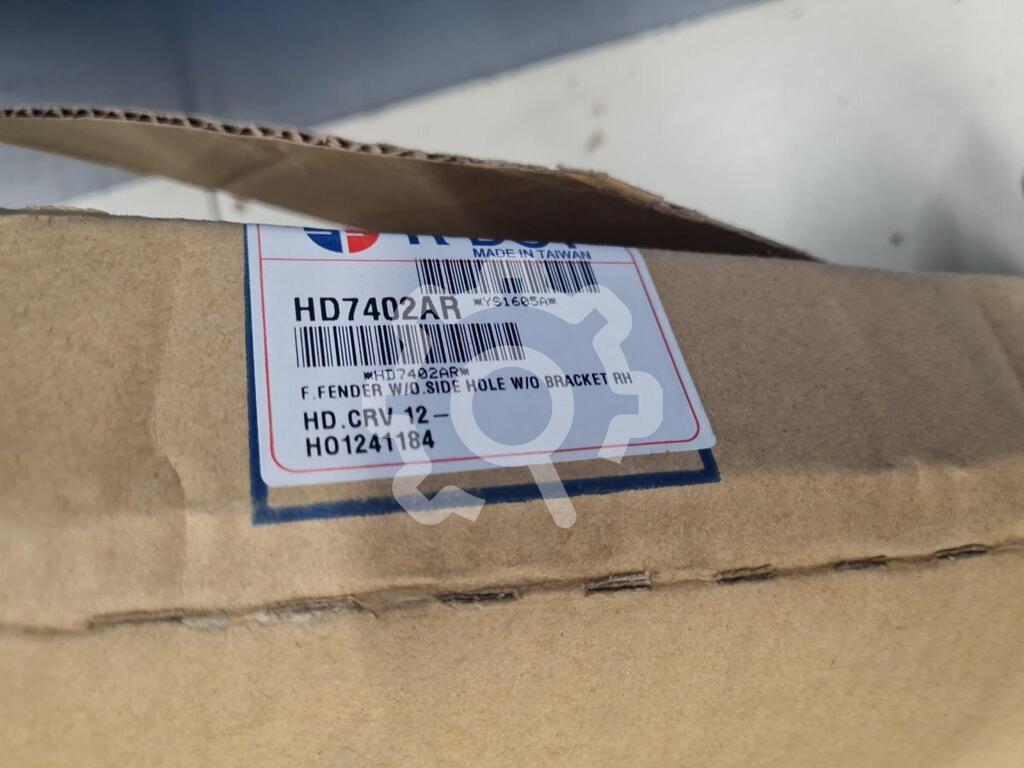 MADE IN TAIWAN
HD7402AR
*YS1605A*
*HD7402AR*
F.FENDER W/O.SIDE HOLE W/O BRACKET RH
HD.CRV 12-
HO1241184